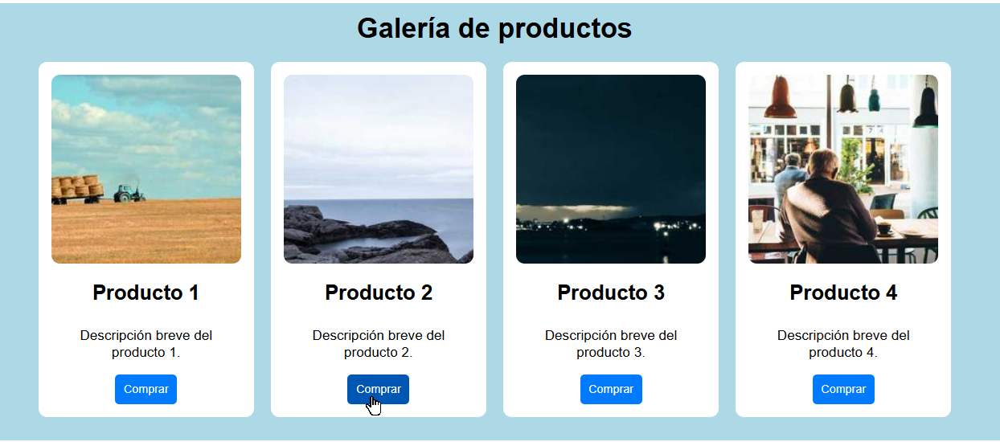 Galería de productos
Producto 1
Descripción breve del
producto 1.
Comprar
Producto 2
Descripción breve del
producto 2.
Comprar
Producto 3
Descripción breve del
producto 3.
Comprar
Producto 4
Descripción breve del
producto 4.
Comprar